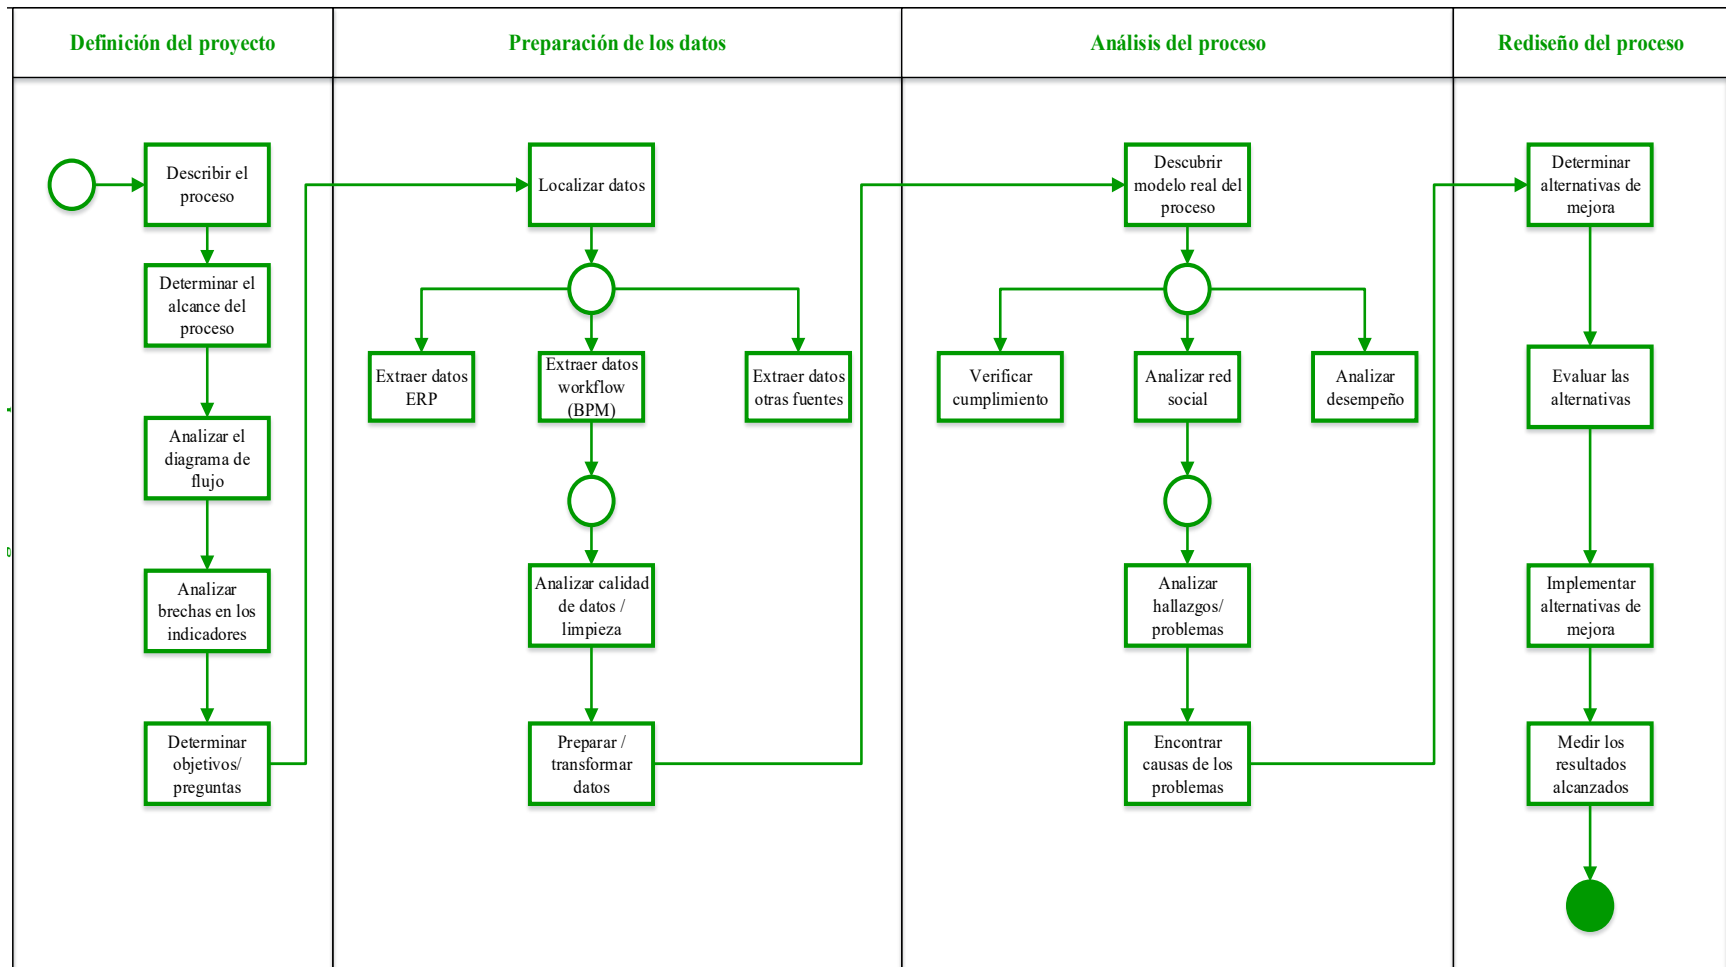 Definición del proyecto
Preparación de los datos
Análisis del proceso
Rediseño del proceso
Describir el
proceso
Determinar el
alcance del
proceso
Analizar el
diagrama de
flujo
Analizar
brechas en los
indicadores
Determinar
objetivos/
preguntas
Localizar datos
Extraer datos
ERP
Extraer datos
workflow
(BPM)
Extraer datos
otras fuentes
Analizar calidad
de datos /
limpieza
Preparar /
transformar
datos
Descubrir
modelo real del
proceso
Verificar
cumplimiento
Analizar red
social
Analizar
desempeño
Analizar
hallazgos/
problemas
Encontrar
causas de los
problemas
Determinar
alternativas de
mejora
Evaluar las
alternativas
Implementar
alternativas de
mejora
Medir los
resultados
alcanzados